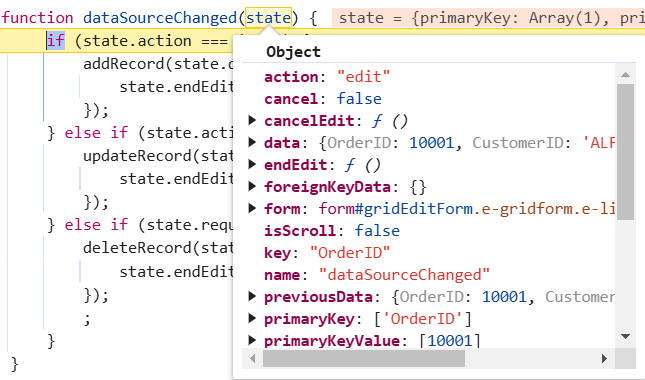 function dataSourceChanged(state) { state = {primaryKey: Array(1), pri
if (state.action ===
addRecord(state.d
state.endEdit
});
} else if (state.acti
updateRecord(stat
state.endEdit
});
} else if (state.requ
deleteRecord(stat
state.endEdit
});
;
}
}
Object
action: "edit"
cancel: false
cancelEdit: ƒ ()
data: {OrderID: 10001, CustomerID: 'ALF
endEdit: ƒ ()
foreignKeyData: {}
form: form#gridEditForm.e-gridform.e-li
isScroll: false
key: "OrderID"
name: "dataSourceChanged"
previousData: {OrderID: 10001, Customer
primaryKey: ['OrderID']
primaryKeyValue: [10001]